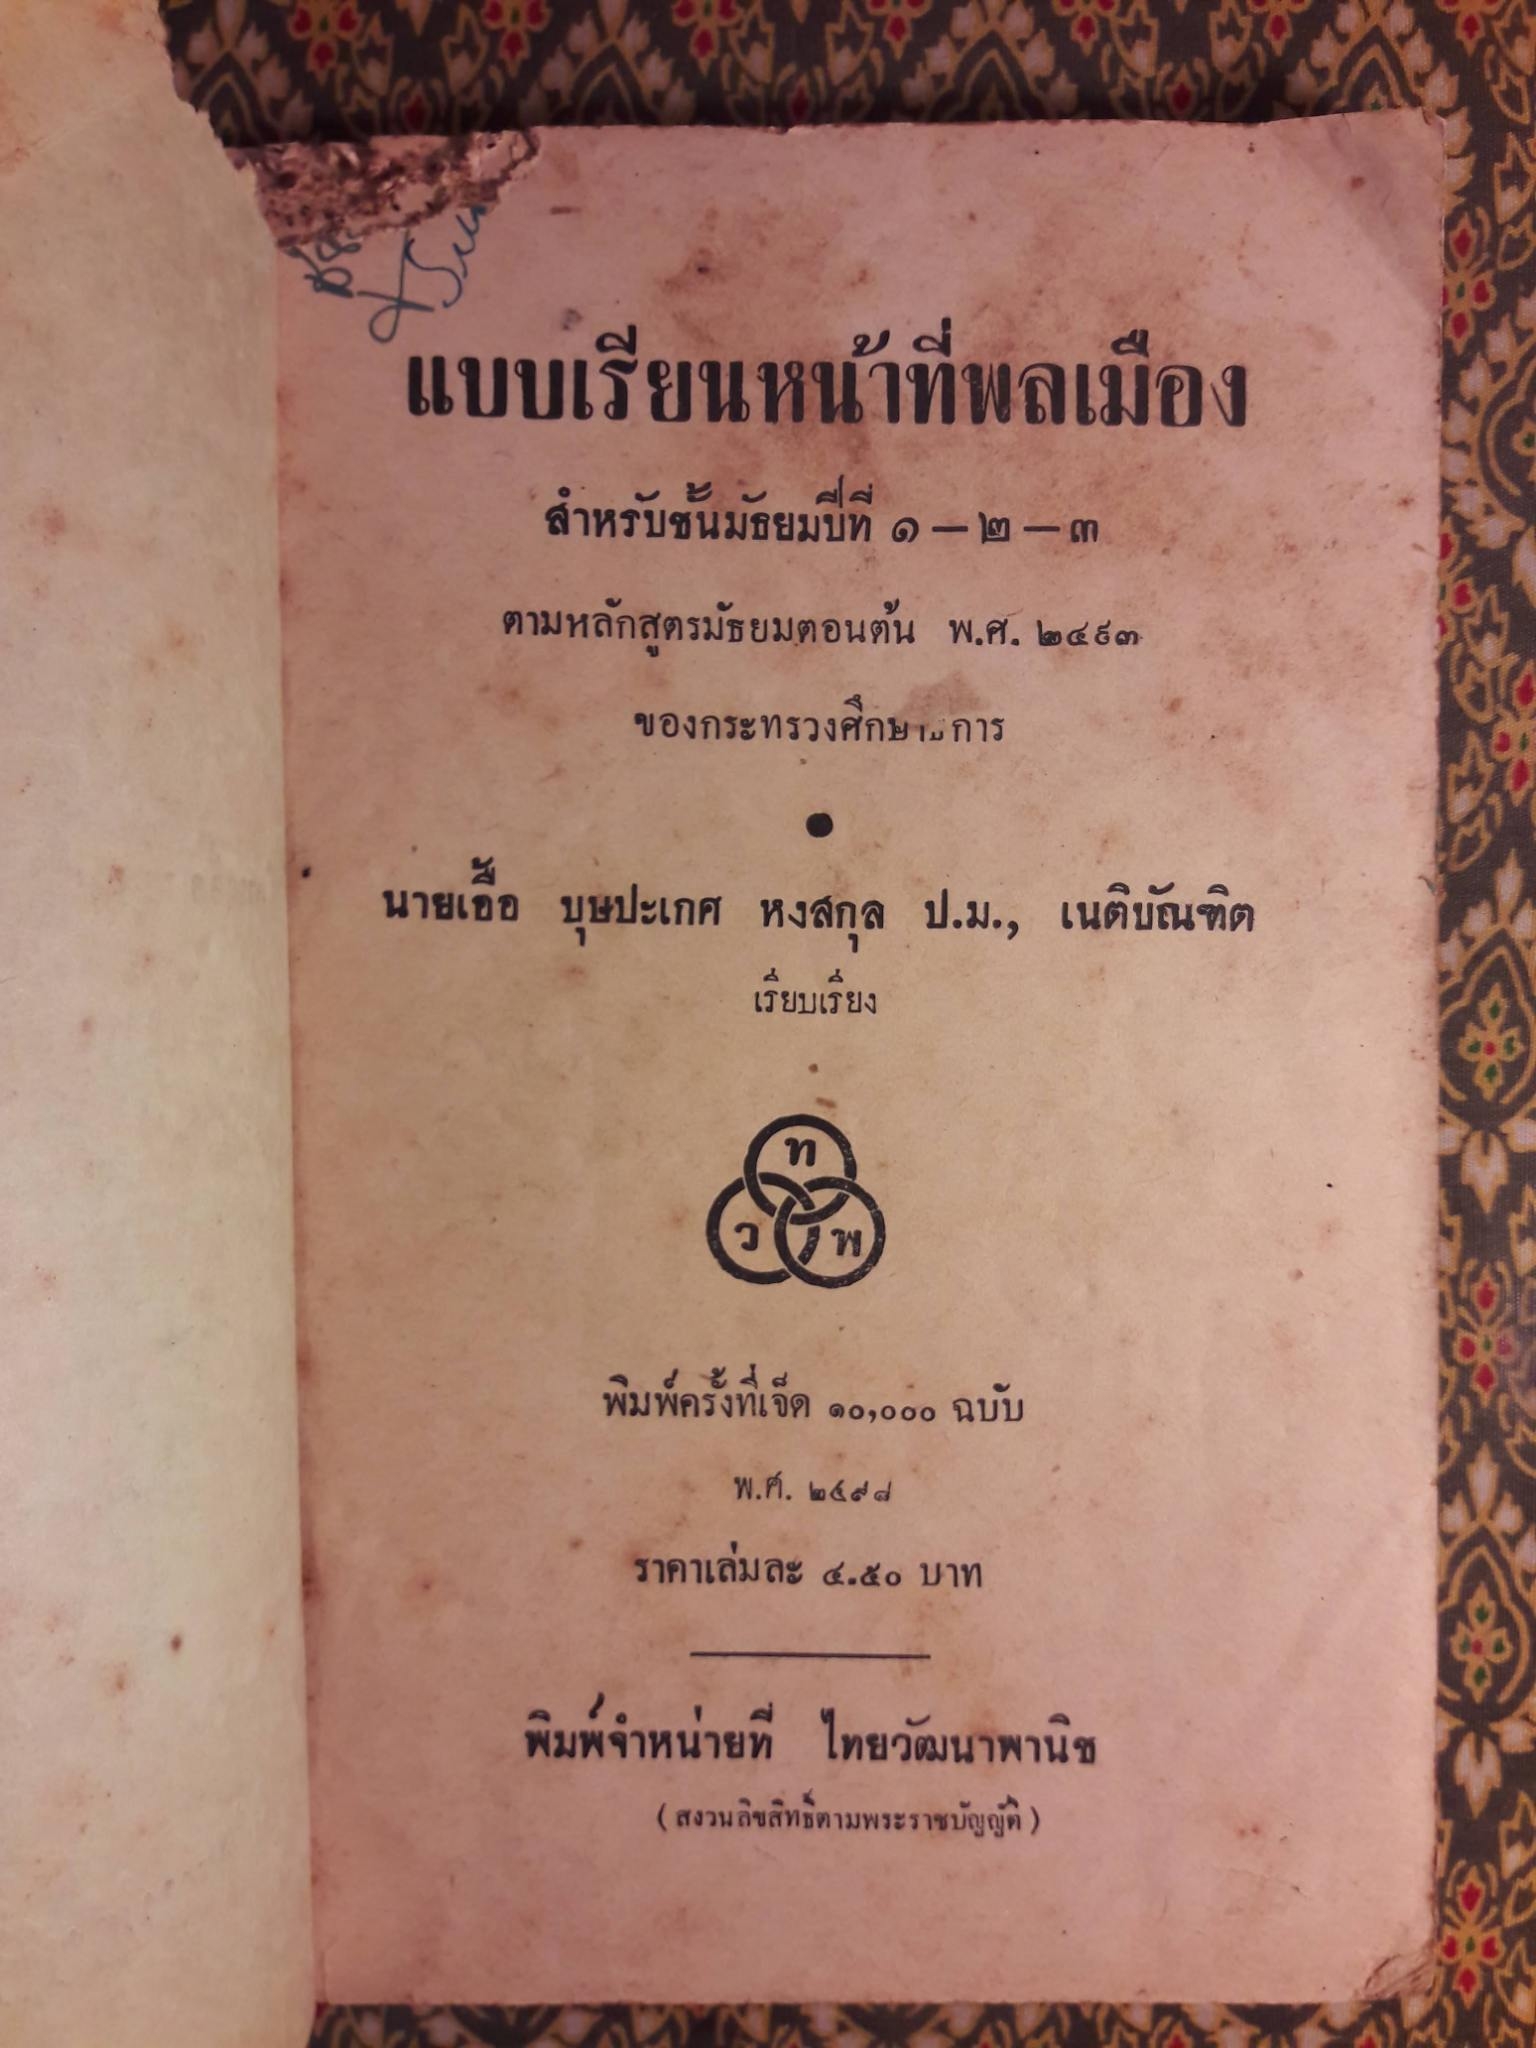 แบบเรียนหน้าที่พลเมือง
สำหรับชั้นมัธยมปีที่ ๑ – ๒ – ๓
ตามหลักสูตรมัธยมตอนต้น พ.ศ. ๒๔๙๓
ของกระทรวงศึกษาธิการ
นายเอื้อ บุษปะเกศ หงสกุล ป.ม., เนติบัณฑิต
เรียบเรียง
ท
ว พ
พิมพ์ครั้งที่เจ็ด ๑๐,๐๐๐ ฉบับ
พ.ศ. ๒๔๙๘
ราคาเล่มละ ๔.๕๐ บาท
พิมพ์จำหน่ายที่ ไทยวัฒนาพานิช
(สงวนลิขสิทธิ์ตามพระราชบัญญัติ)